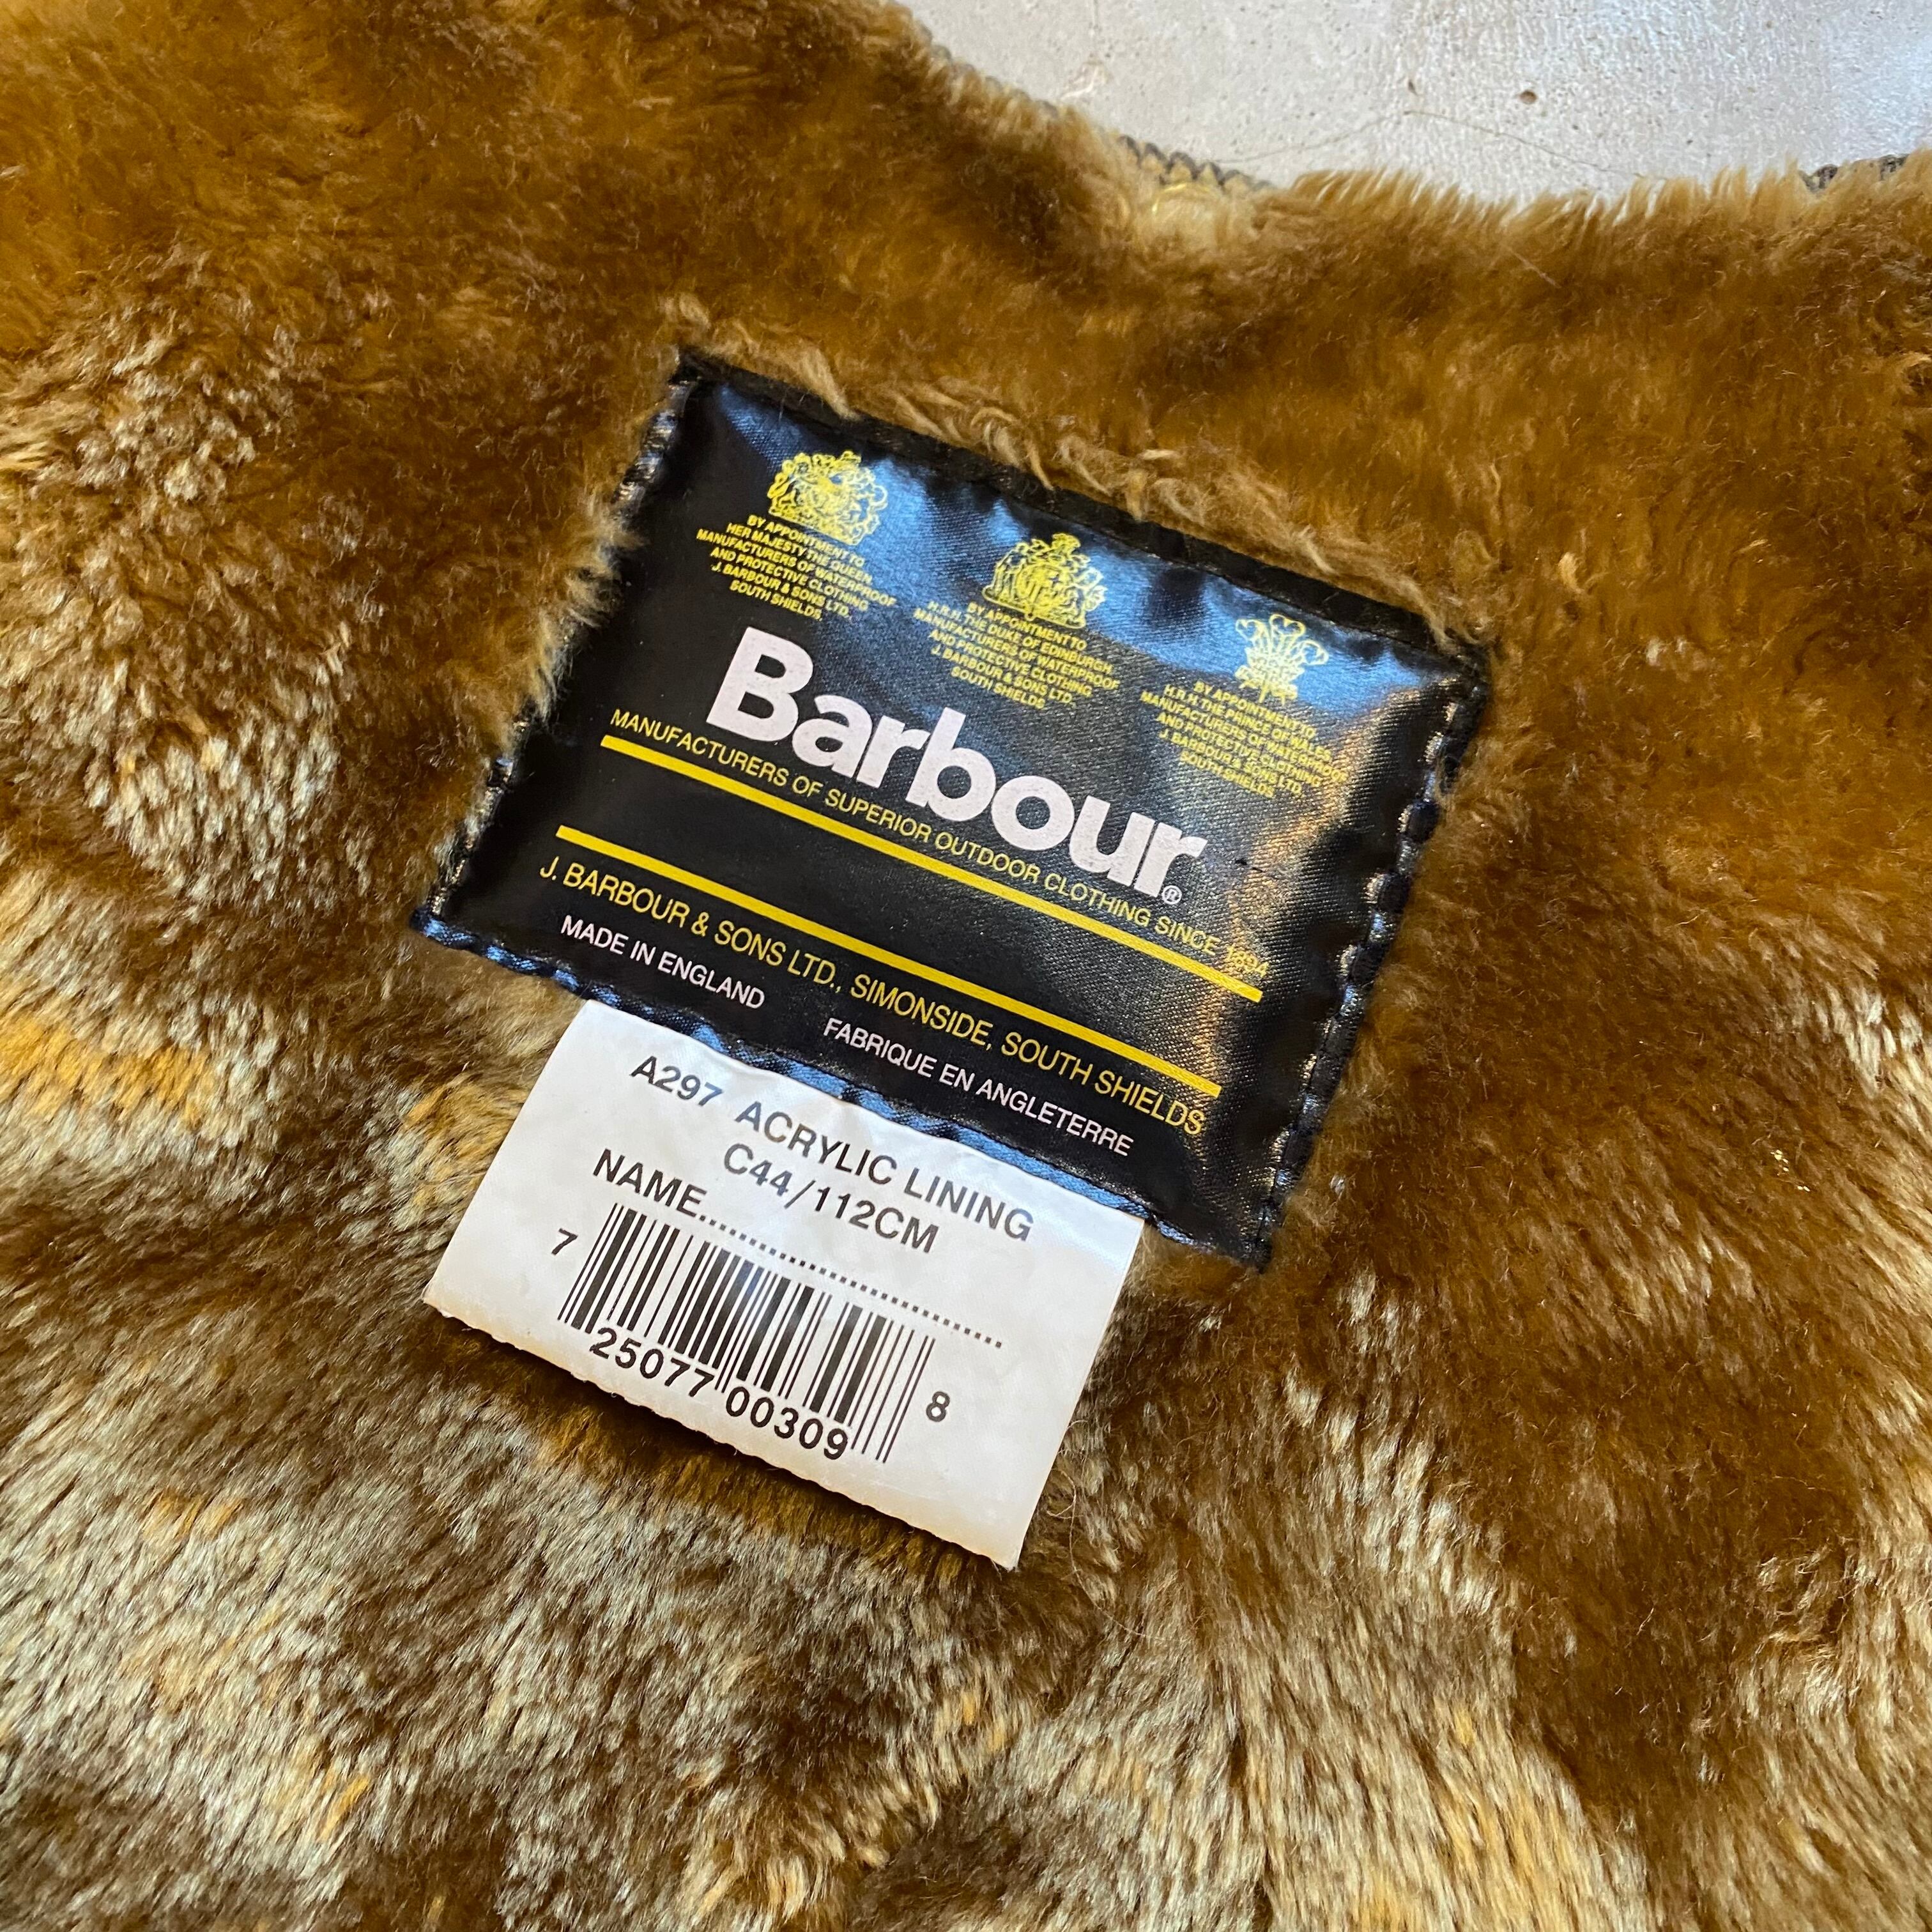 BY APPOINTMENT TO
HER MAJESTY THE QUEEN
MANUFACTURERS OF WATERPROOF
AND PROTECTIVE CLOTHING
J. BARBOUR & SONS LTD.
SOUTH SHIELDS.
BY APPOINTMENT TO
H.R.H. THE DUKE OF EDINBURGH
MANUFACTURERS OF WATERPROOF
AND PROTECTIVE CLOTHING
J. BARBOUR & SONS LTD.
SOUTH SHIELDS
BY APPOINTMENT TO
H.R.H. THE PRINCE OF WALES
MANUFACTURERS OF WATERPROOF
AND PROTECTIVE CLOTHING
J. BARBOUR & SONS LTD.
SOUTH SHIELDS
Barbour®
MANUFACTURERS OF SUPERIOR OUTDOOR CLOTHING SINCE 1894
J. BARBOUR & SONS LTD., SIMONSIDE, SOUTH SHIELDS
MADE IN ENGLAND FABRIQUE EN ANGLETERRE
A297 ACRYLIC LINING
C44/112CM
NAME..............................
7 25077 00309 8